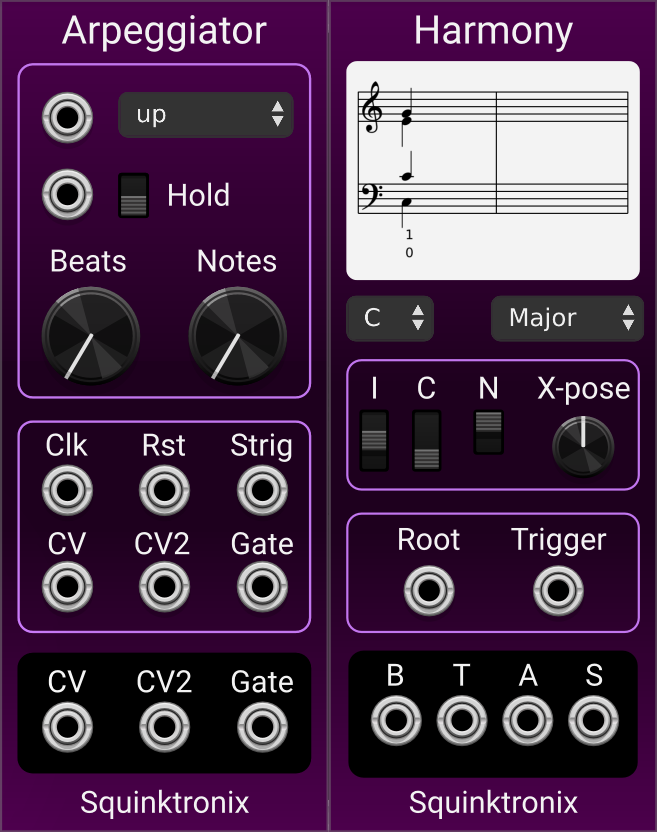 Arpeggiator
up
Hold
Beats Notes
Clk Rst Strig
CV CV2 Gate
CV CV2 Gate
Squinktronix
Harmony
1
0
C Major
I C N X-pose
Root Trigger
B T A S
Squinktronix